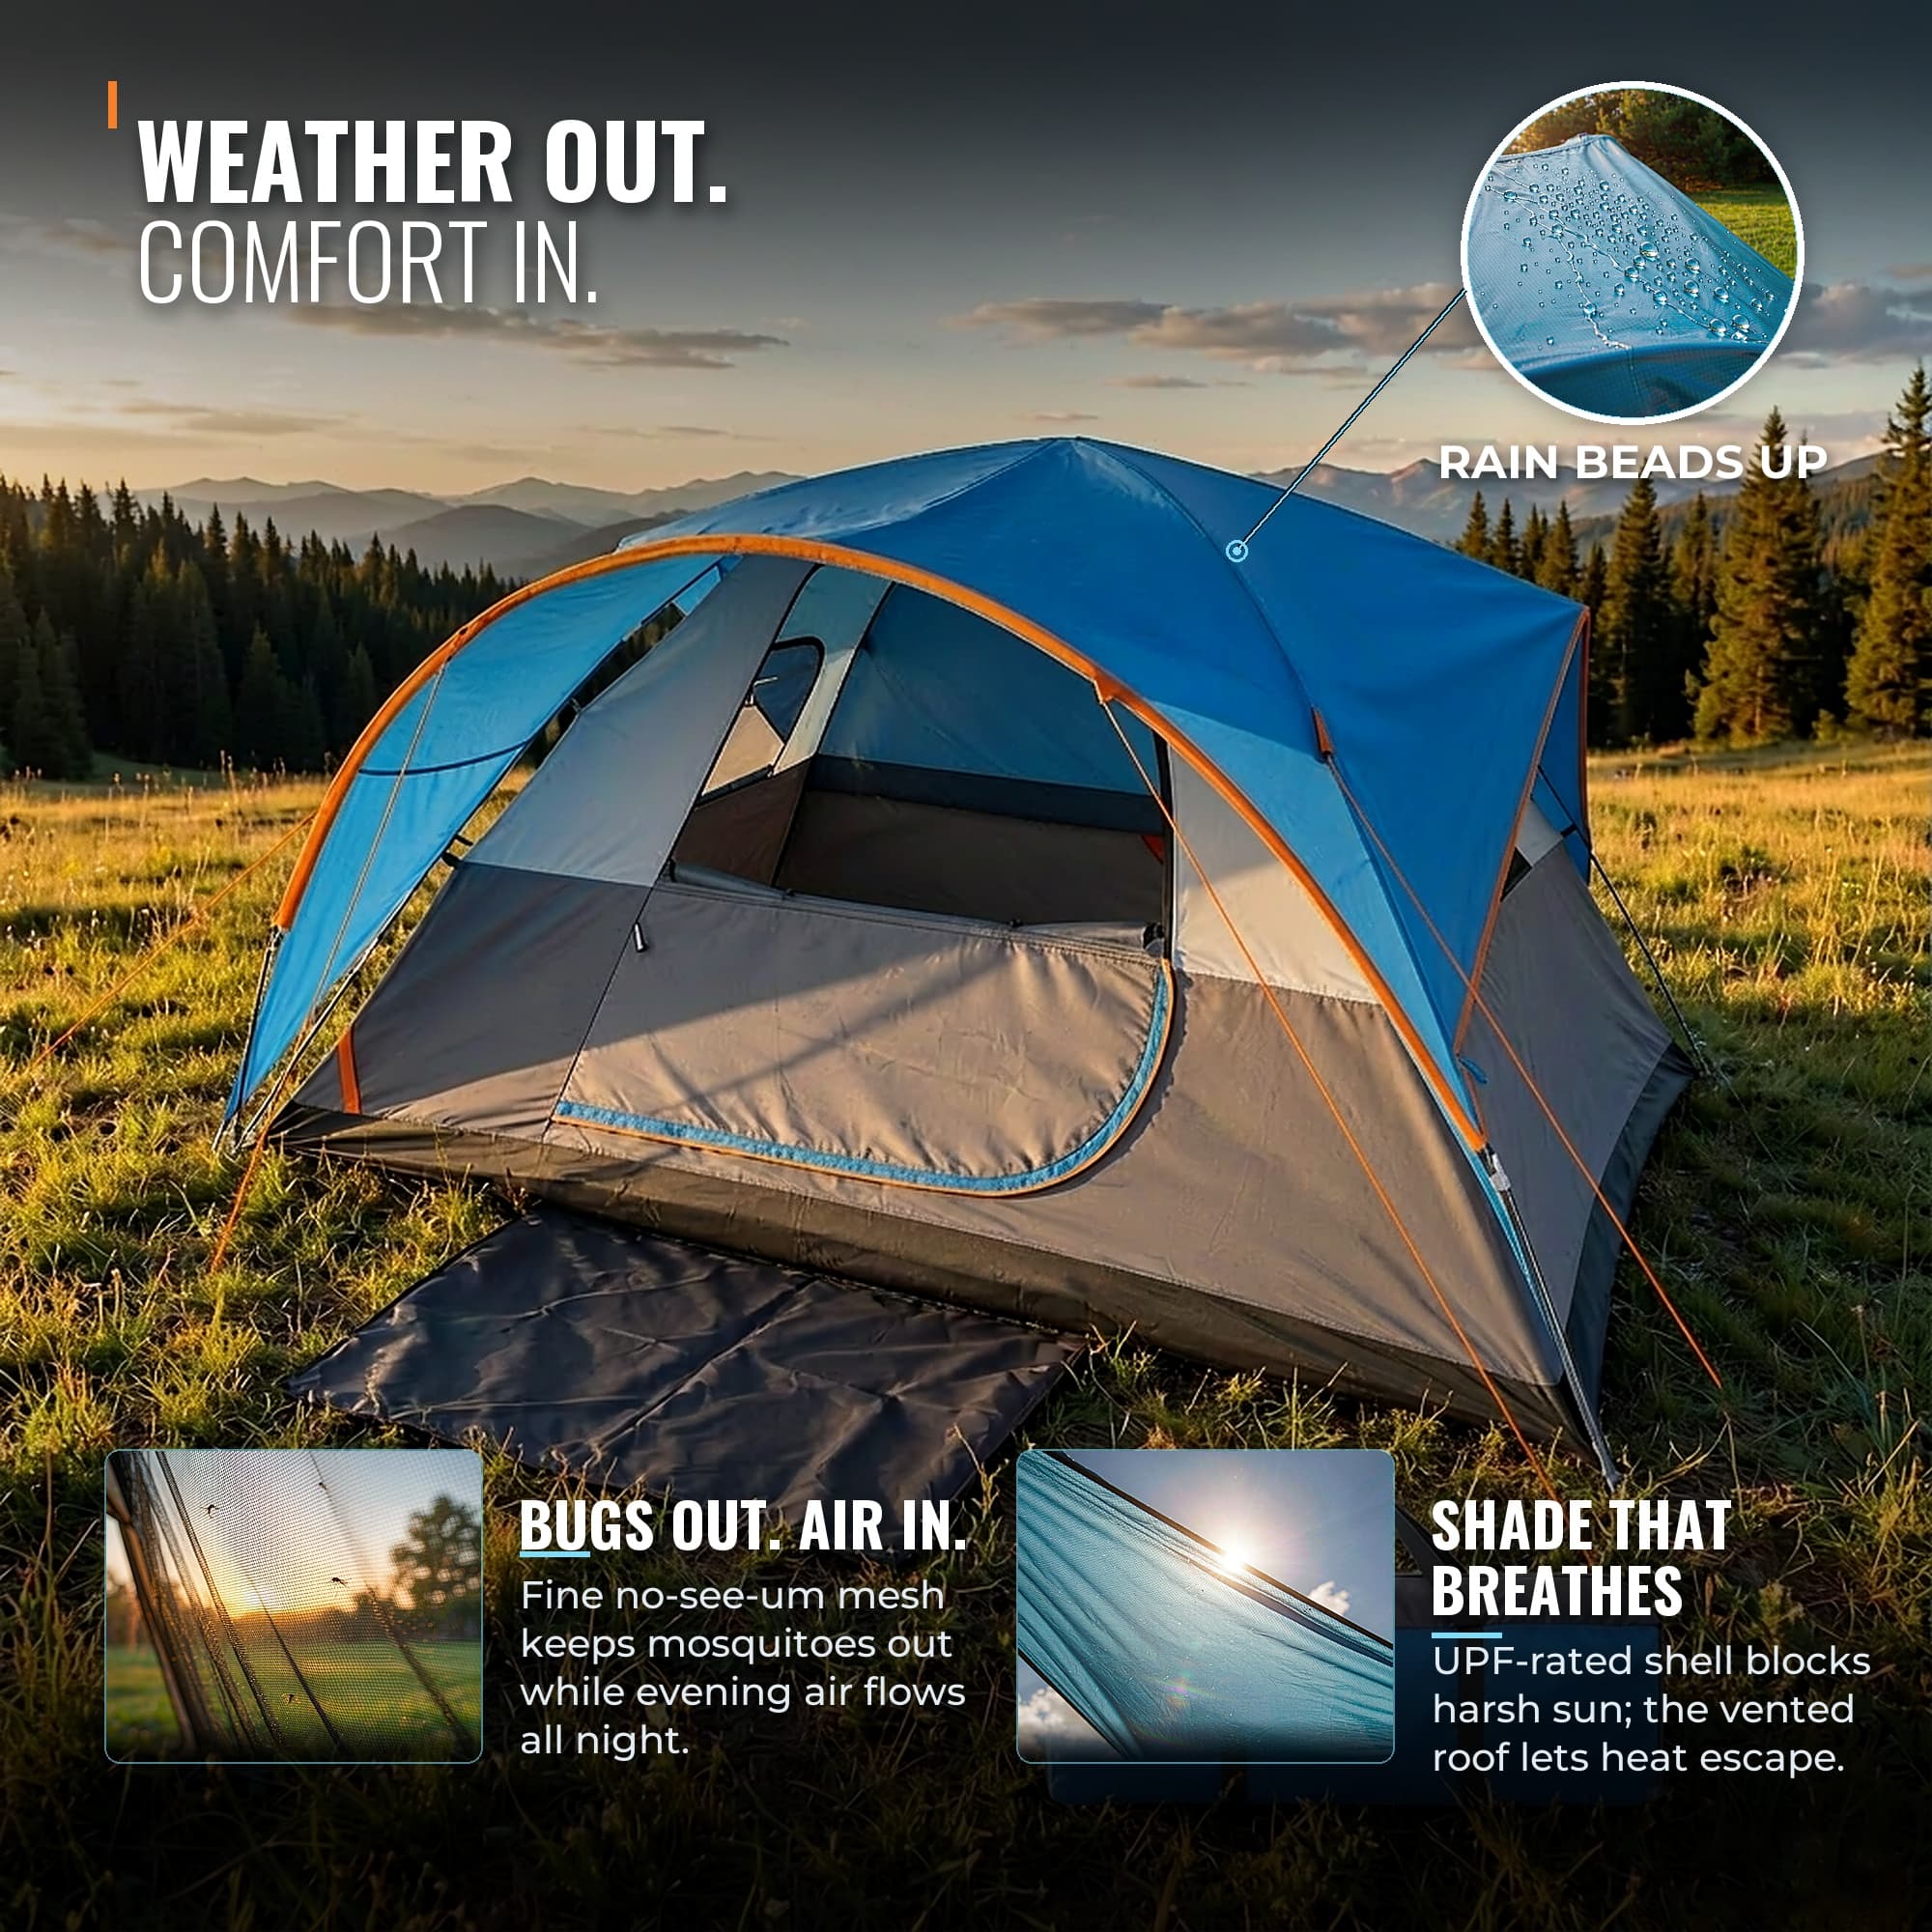 WEATHER OUT.
COMFORT IN.
RAIN BEADS UP
BUGS OUT. AIR IN.
Fine no-see-um mesh
keeps mosquitoes out
while evening air flows
all night.
SHADE THAT
BREATHES
UPF-rated shell blocks
harsh sun; the vented
roof lets heat escape.